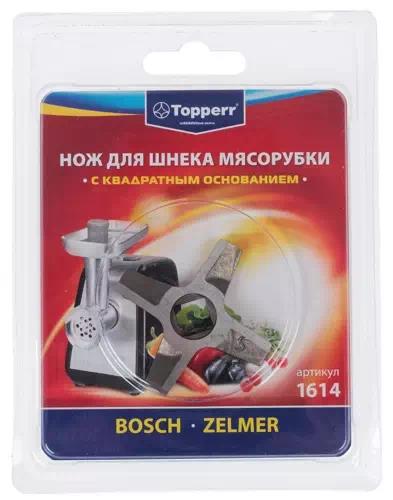 Topperr
НОЖ ДЛЯ ШНЕКА МЯСОРУБКИ
• С КВАДРАТНЫМ ОСНОВАНИЕМ •
артикул
1614
BOSCH · ZELMER